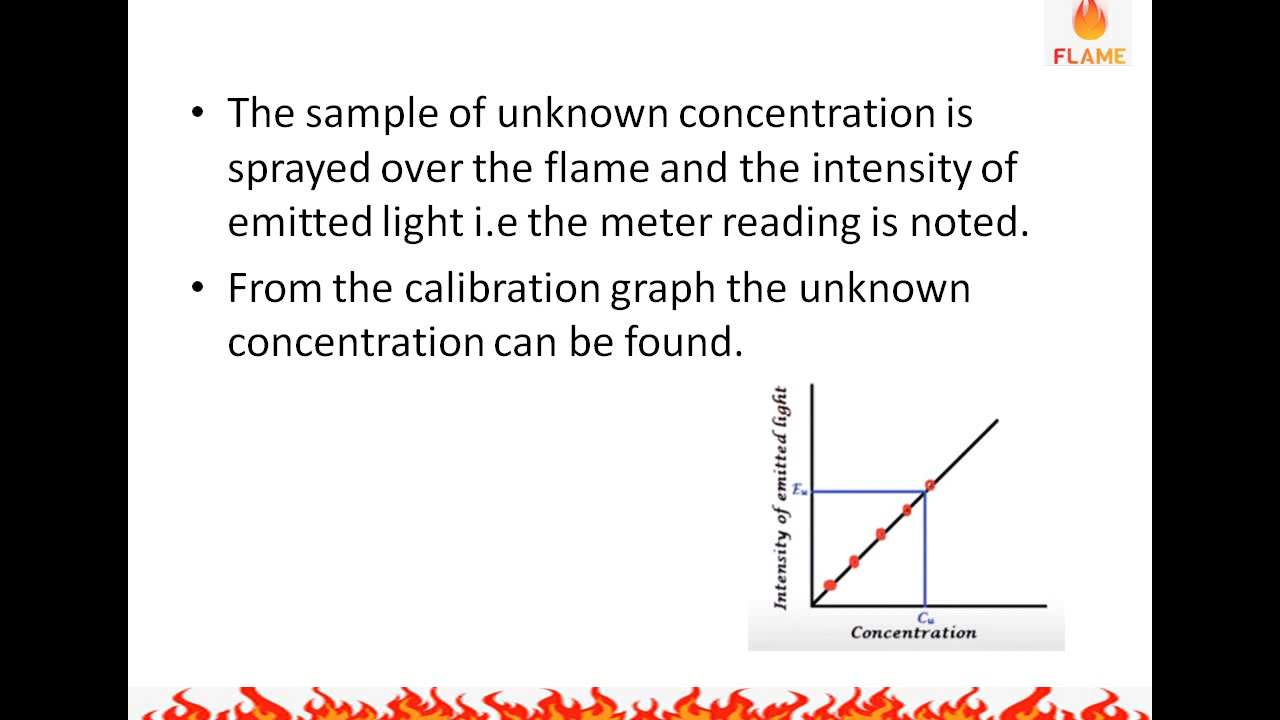 FLAME
• The sample of unknown concentration is
sprayed over the flame and the intensity of
emitted light i.e the meter reading is noted.
• From the calibration graph the unknown
concentration can be found.
Intensity of emitted light
Eu
Cu
Concentration